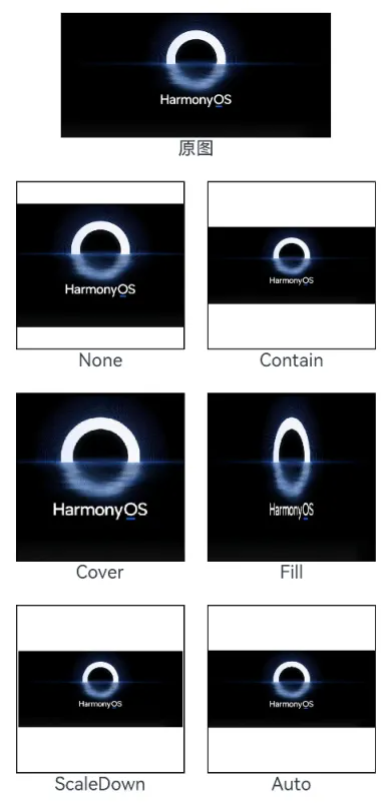 HarmonyOS
原图
HarmonyOS
HarmonyOS
None
Contain
HarmonyOS
HarmonyOS
Cover
Fill
HarmonyOS
HarmonyOS
ScaleDown
Auto